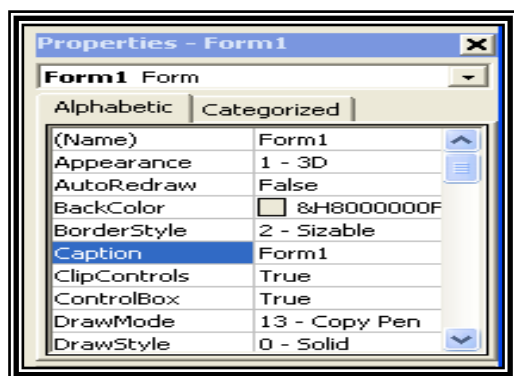 Properties - Form1
Form1 Form
Alphabetic Categorized
(Name) Form1
Appearance 1 - 3D
AutoRedraw False
BackColor &H8000000F
BorderStyle 2 - Sizable
Caption Form1
ClipControls True
ControlBox True
DrawMode 13 - Copy Pen
DrawStyle 0 - Solid